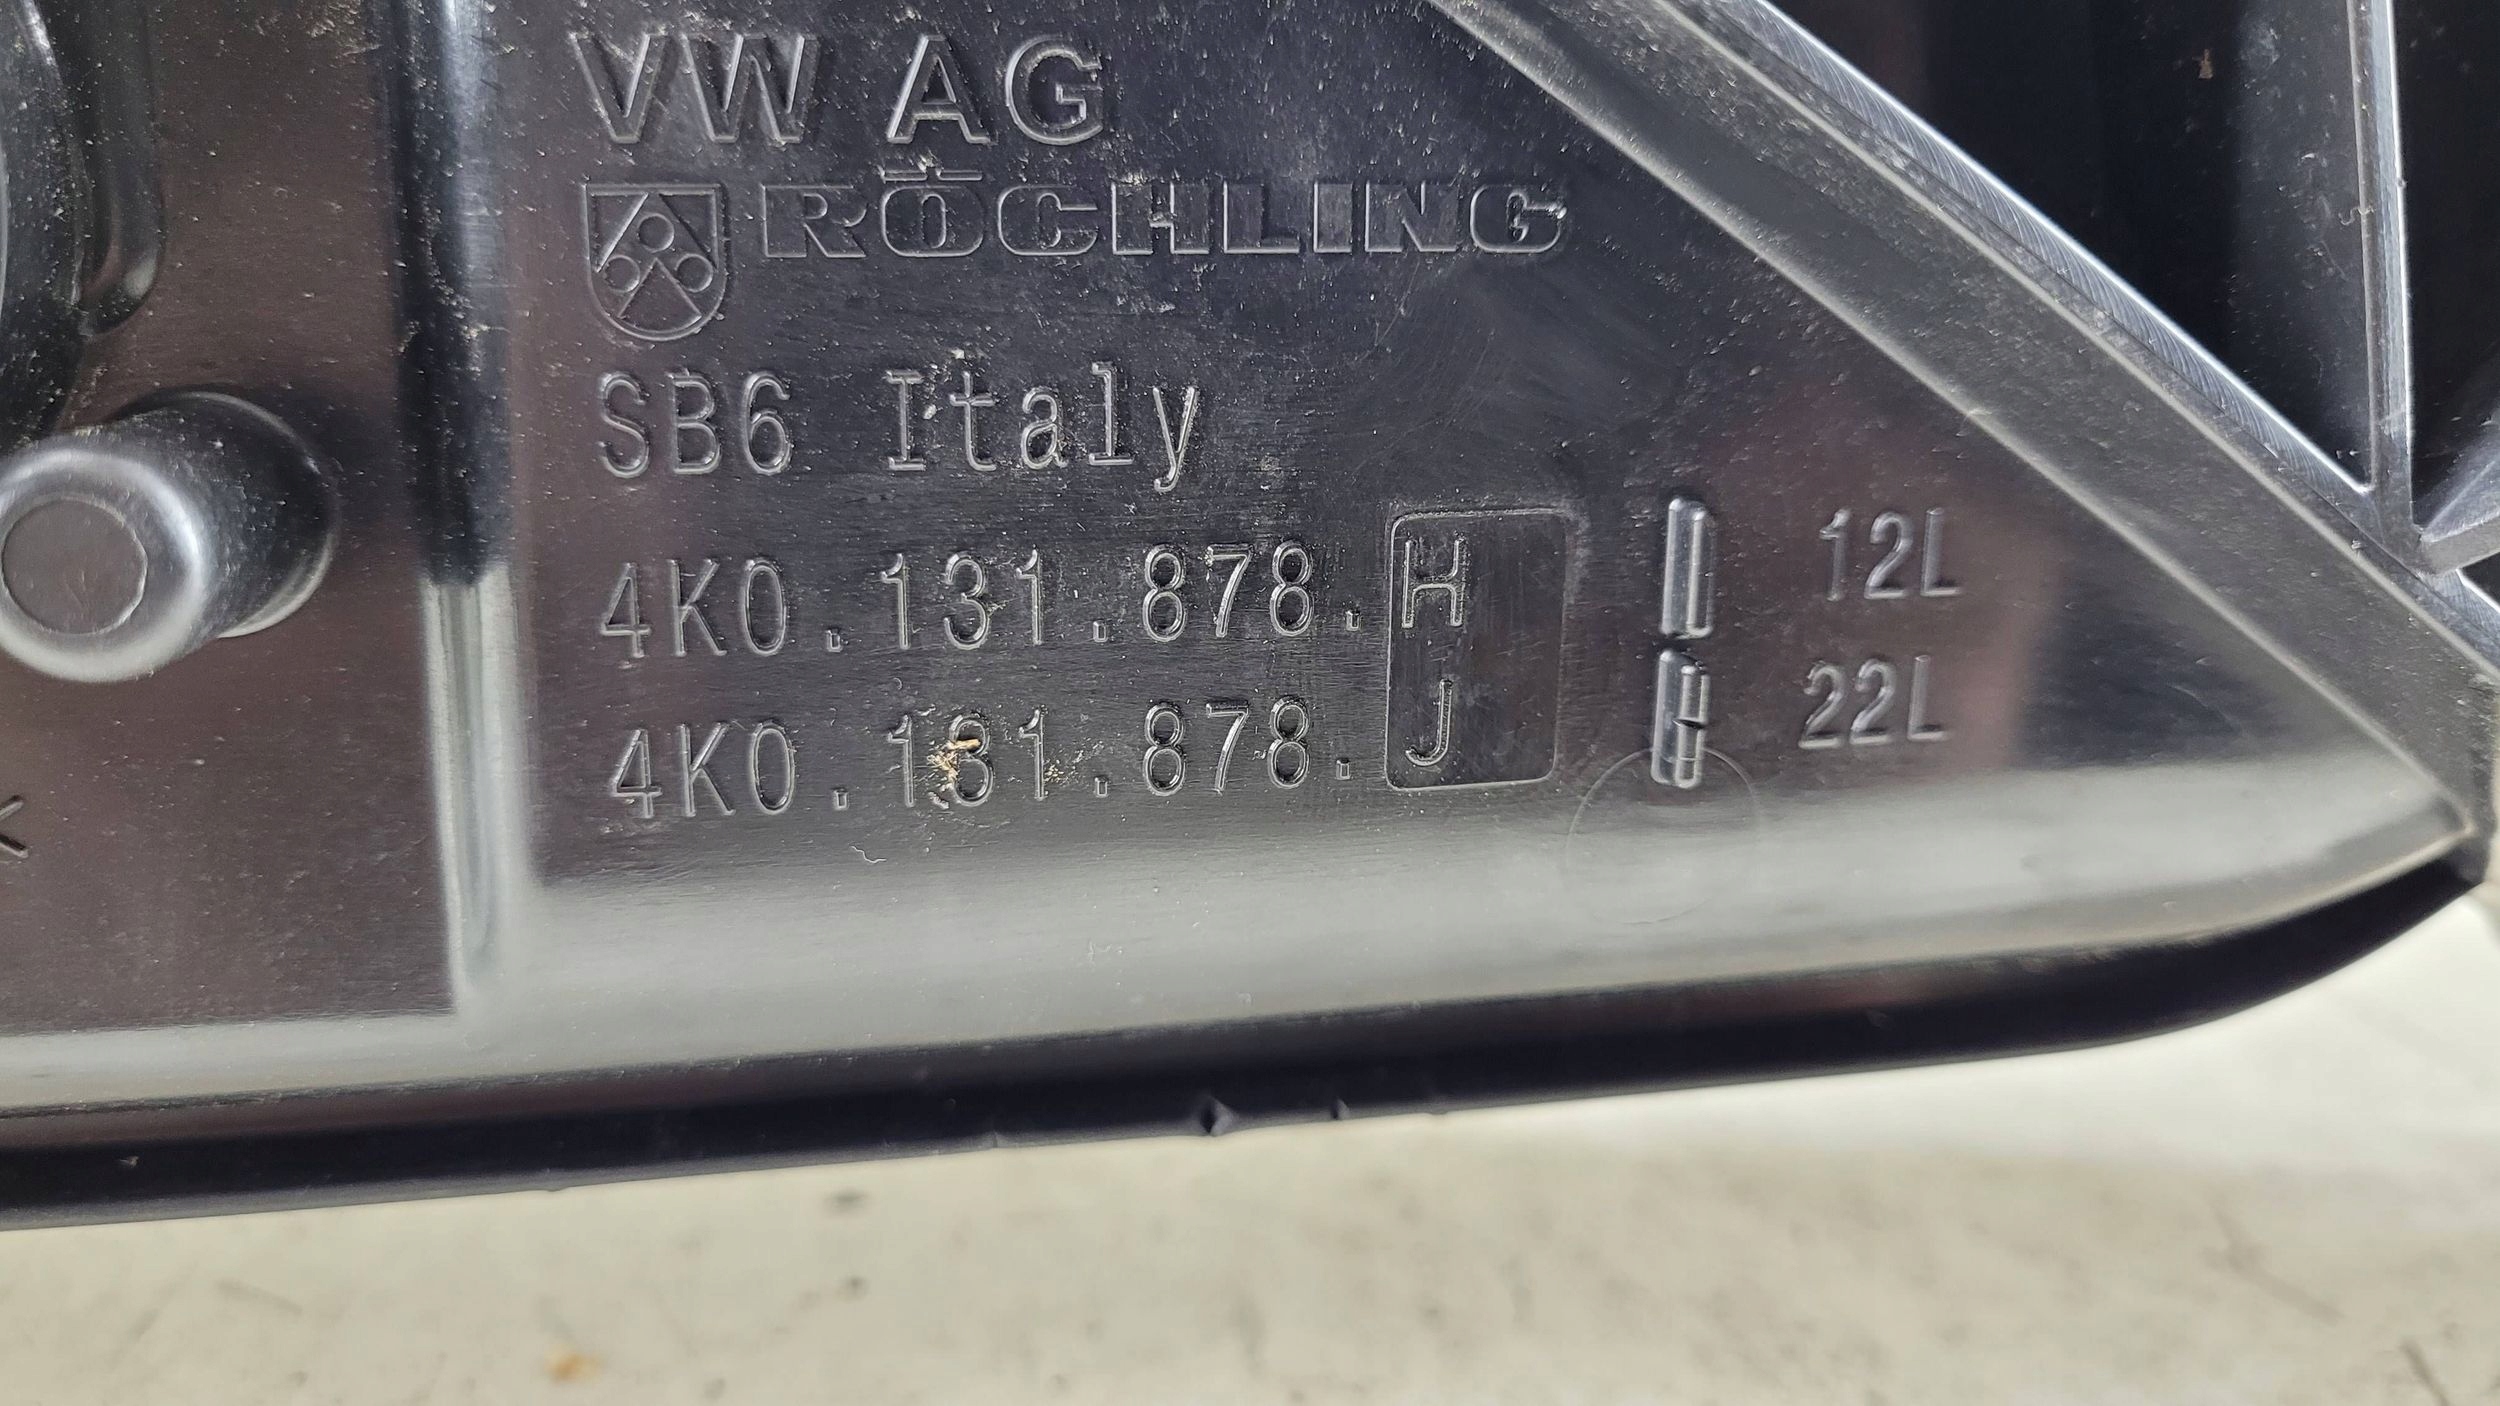 VW AG
RÖCHLING
SB6 Italy
4K0.131.878.H 12L
4K0.131.878.J 22L